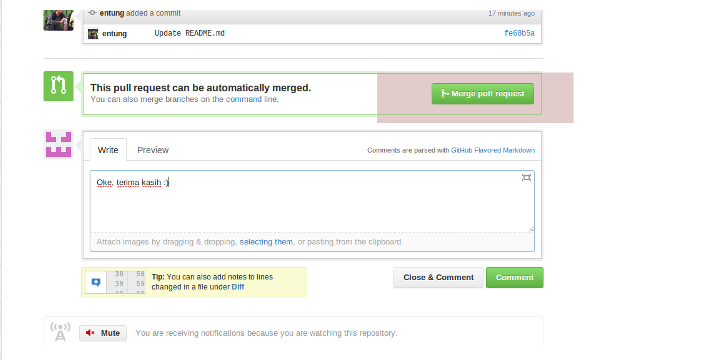 entung added a commit 17 minutes ago
entung Update README.md fe68b5a
This pull request can be automatically merged.
You can also merge branches on the command line.
Merge pull request
Write Preview Comments are parsed with GitHub Flavored Markdown
Oke, terima kasih :)
Attach images by dragging & dropping, selecting them, or pasting from the clipboard.
Close & Comment Comment
38 58
39 59
Tip: You can also add notes to lines
changed in a file under Diff
Mute You are receiving notifications because you are watching this repository.